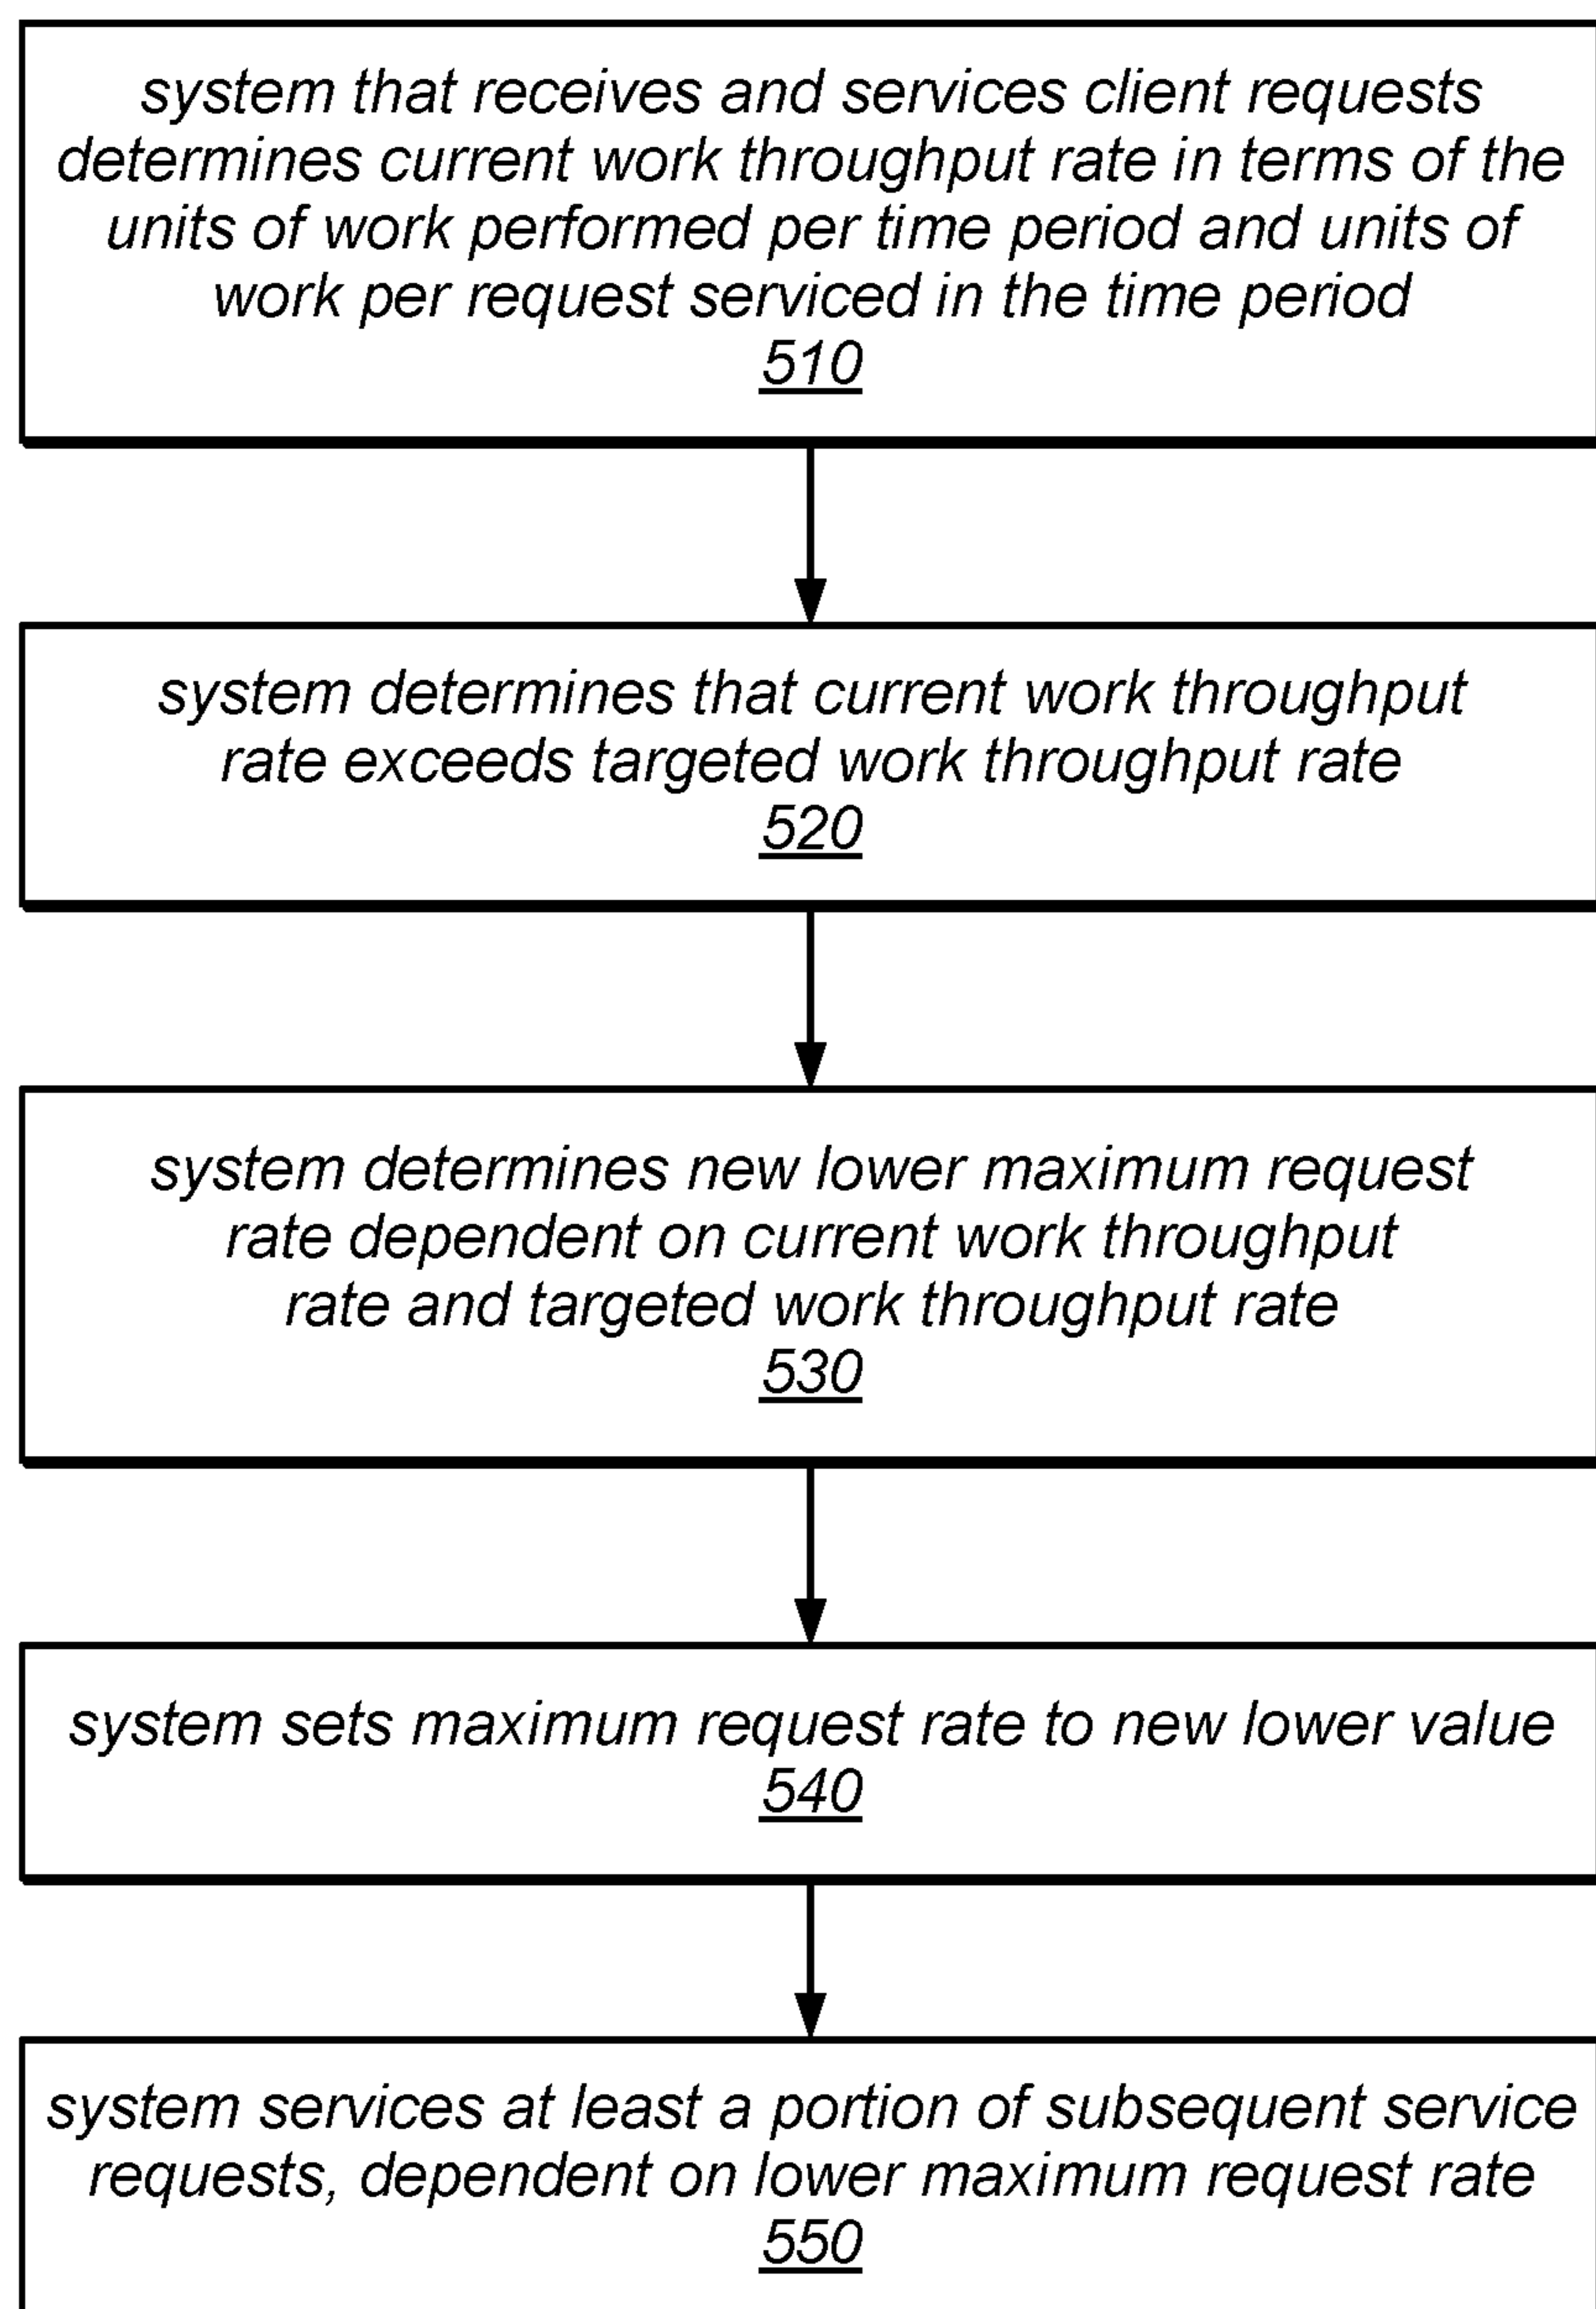 system that receives and services client requests
determines current work throughput rate in terms of the
units of work performed per time period and units of
work per request serviced in the time period
510
system determines that current work throughput
rate exceeds targeted work throughput rate
520
system determines new lower maximum request
rate dependent on current work throughput
rate and targeted work throughput rate
530
system sets maximum request rate to new lower value
540
system services at least a portion of subsequent service
requests, dependent on lower maximum request rate
550